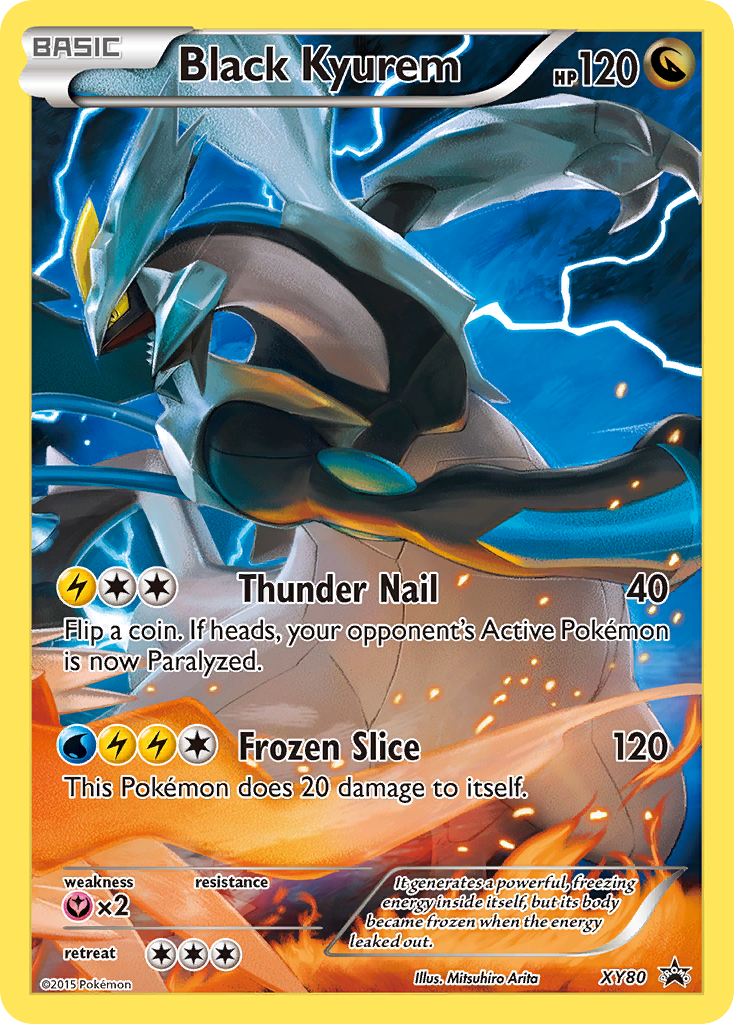 BASIC
Black Kyurem
HP120
Thunder Nail 40
Flip a coin. If heads, your opponent's Active Pokémon
is now Paralyzed.
Frozen Slice 120
This Pokémon does 20 damage to itself.
weakness resistance
×2
retreat
It generates a powerful, freezing
energy inside itself, but its body
became frozen when the energy
leaked out.
©2015 Pokémon
Illus. Mitsuhiro Arita
XY80
PROMO